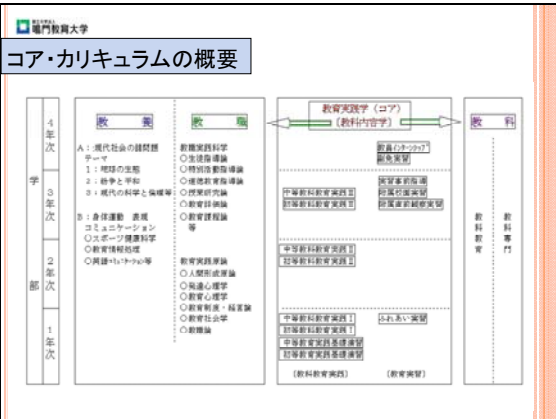 国立大学法人
鳴門教育大学
コア・カリキュラムの概要
学
部
4年次
3年次
2年次
1年次
教 養
A:現代社会の諸問題
テーマ
1:地球の生態
2:紛争と平和
3:現代の科学と倫理等
B:身体運動 表現
コミュニケーション
○スポーツ健康科学
○教育情報処理
○英語コミュニケーション等
教 職
教職実践科学
○生徒指導論
○特別活動指導論
○道徳教育指導論
○授業研究論
○教育評価論
○教育課程論
等
教育実践原論
○人間形成原論
○発達心理学
○教育心理学
○教育制度・経営論
○教育社会学
○教職論
教育実践学(コア)
(教科内容学)
教員インターンシップ
副免実習
実習事前指導
中等教科教育実践Ⅲ
附属校園実習
初等教科教育実践Ⅲ
附属直前観察実習
中等教科教育実践Ⅱ
初等教科教育実践Ⅱ
中等教科教育実践Ⅰ
ふれあい実習
初等教科教育実践Ⅰ
中等教育実践基礎演習
初等教育実践基礎演習
(教科教育実践)
(教育実習)
教 科
教科教育
教科専門